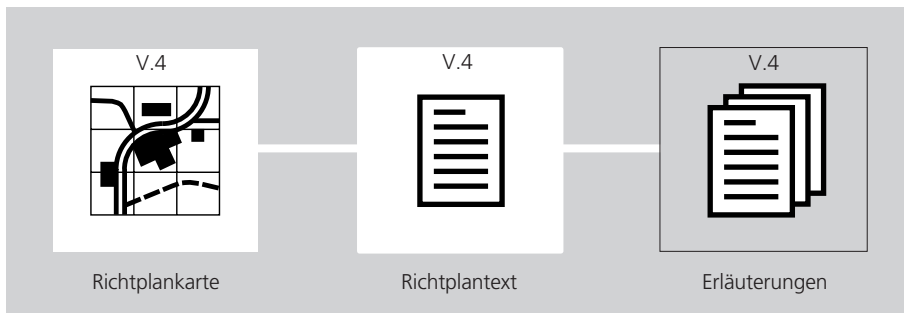 V.4
V.4
V.4
Richtplankarte
Richtplantext
Erläuterungen